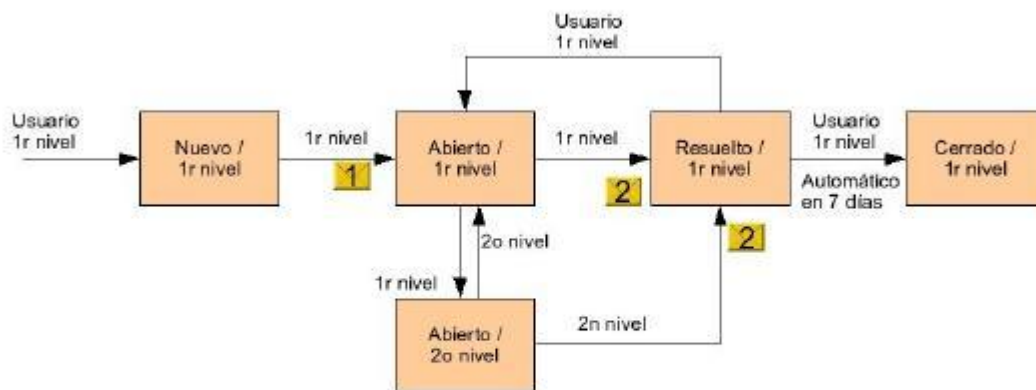 Usuario
1r nivel
Usuario
1r nivel
Nuevo /
1r nivel
1r nivel
1
Abierto /
1r nivel
1r nivel
2
Resuelto /
1r nivel
Usuario
1r nivel
Automático
en 7 días
Cerrado /
1r nivel
2o nivel
1r nivel
2
Abierto /
2o nivel
2n nivel